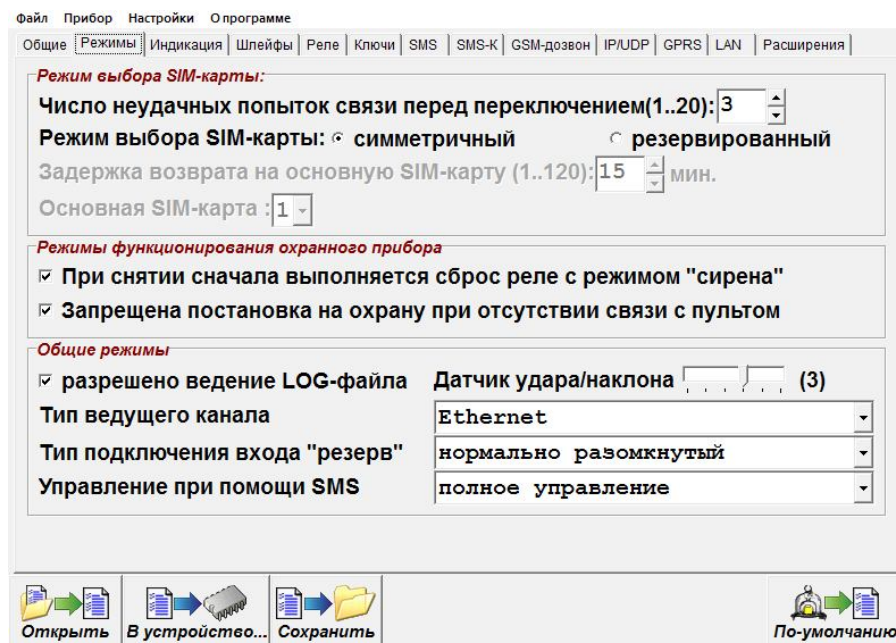 Файл Прибор Настройки О программе
Общие Режимы Индикация Шлейфы Реле Ключи SMS SMS-K GSM-дозвон IP/UDP GPRS LAN Расширения
Режим выбора SIM-карты:
Число неудачных попыток связи перед переключением(1..20): 3
Режим выбора SIM-карты: симметричный резервированный
Задержка возврата на основную SIM-карту (1..120): 15 мин.
Основная SIM-карта : 1
Режимы функционирования охранного прибора
При снятии сначала выполняется сброс реле с режимом "сирена"
Запрещена постановка на охрану при отсутствии связи с пультом
Общие режимы
разрешено ведение LOG-файла Датчик удара/наклона (3)
Тип ведущего канала Ethernet
Тип подключения входа "резерв" нормально разомкнутый
Управление при помощи SMS полное управление
Открыть В устройство... Сохранить По-умолчанию